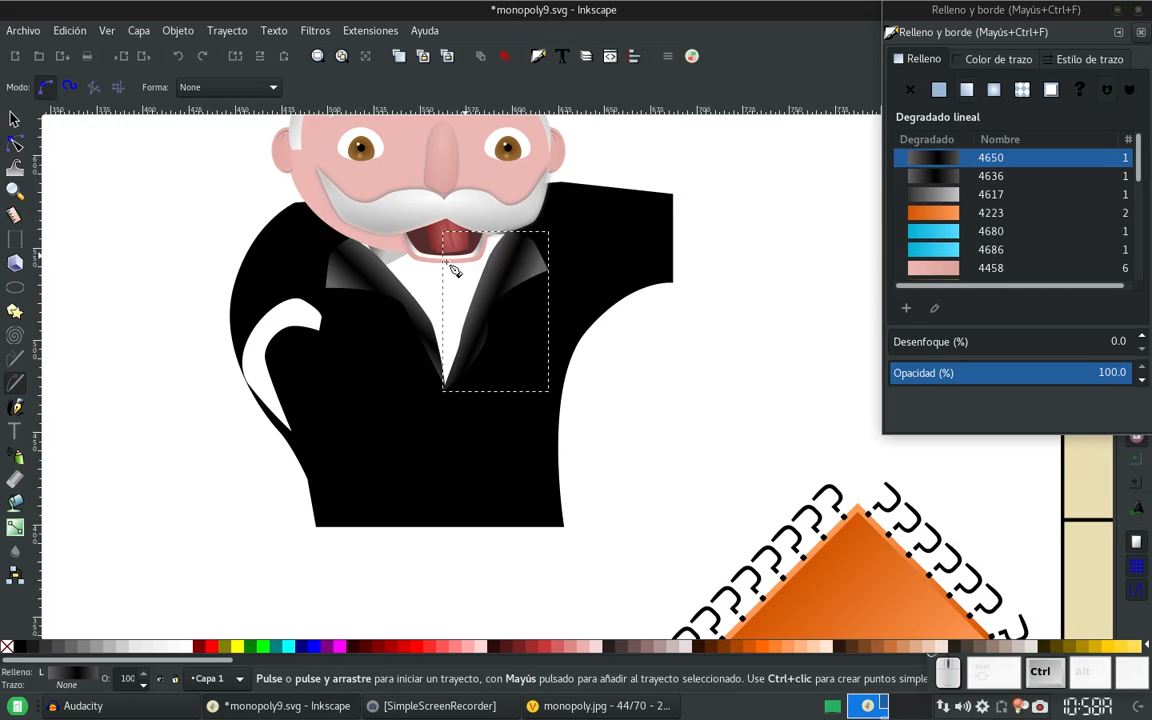 *monopoly9.svg - Inkscape
Relleno y borde (Mayús+Ctrl+F)
Archivo Edición Ver Capa Objeto Trayecto Texto Filtros Extensiones Ayuda
Relleno y borde (Mayús+Ctrl+F)
Relleno Color de trazo Estilo de trazo
Modo: Forma: None
Degradado lineal
Degradado Nombre #
4650 1
4636 1
4617 1
4223 2
4680 1
4686 1
4458 6
Desenfoque (%) 0.0
Opacidad (%) 100.0
Relleno: L
Trazo: None
O: 100
Capa 1
Pulse o pulse y arrastre para iniciar un trayecto, con Mayús pulsado para añadir al trayecto seleccionado. Use Ctrl+clic para crear puntos simple
Ctrl Alt
Audacity
*monopoly9.svg - Inkscape
[SimpleScreenRecorder]
monopoly.jpg - 44/70 - 2...